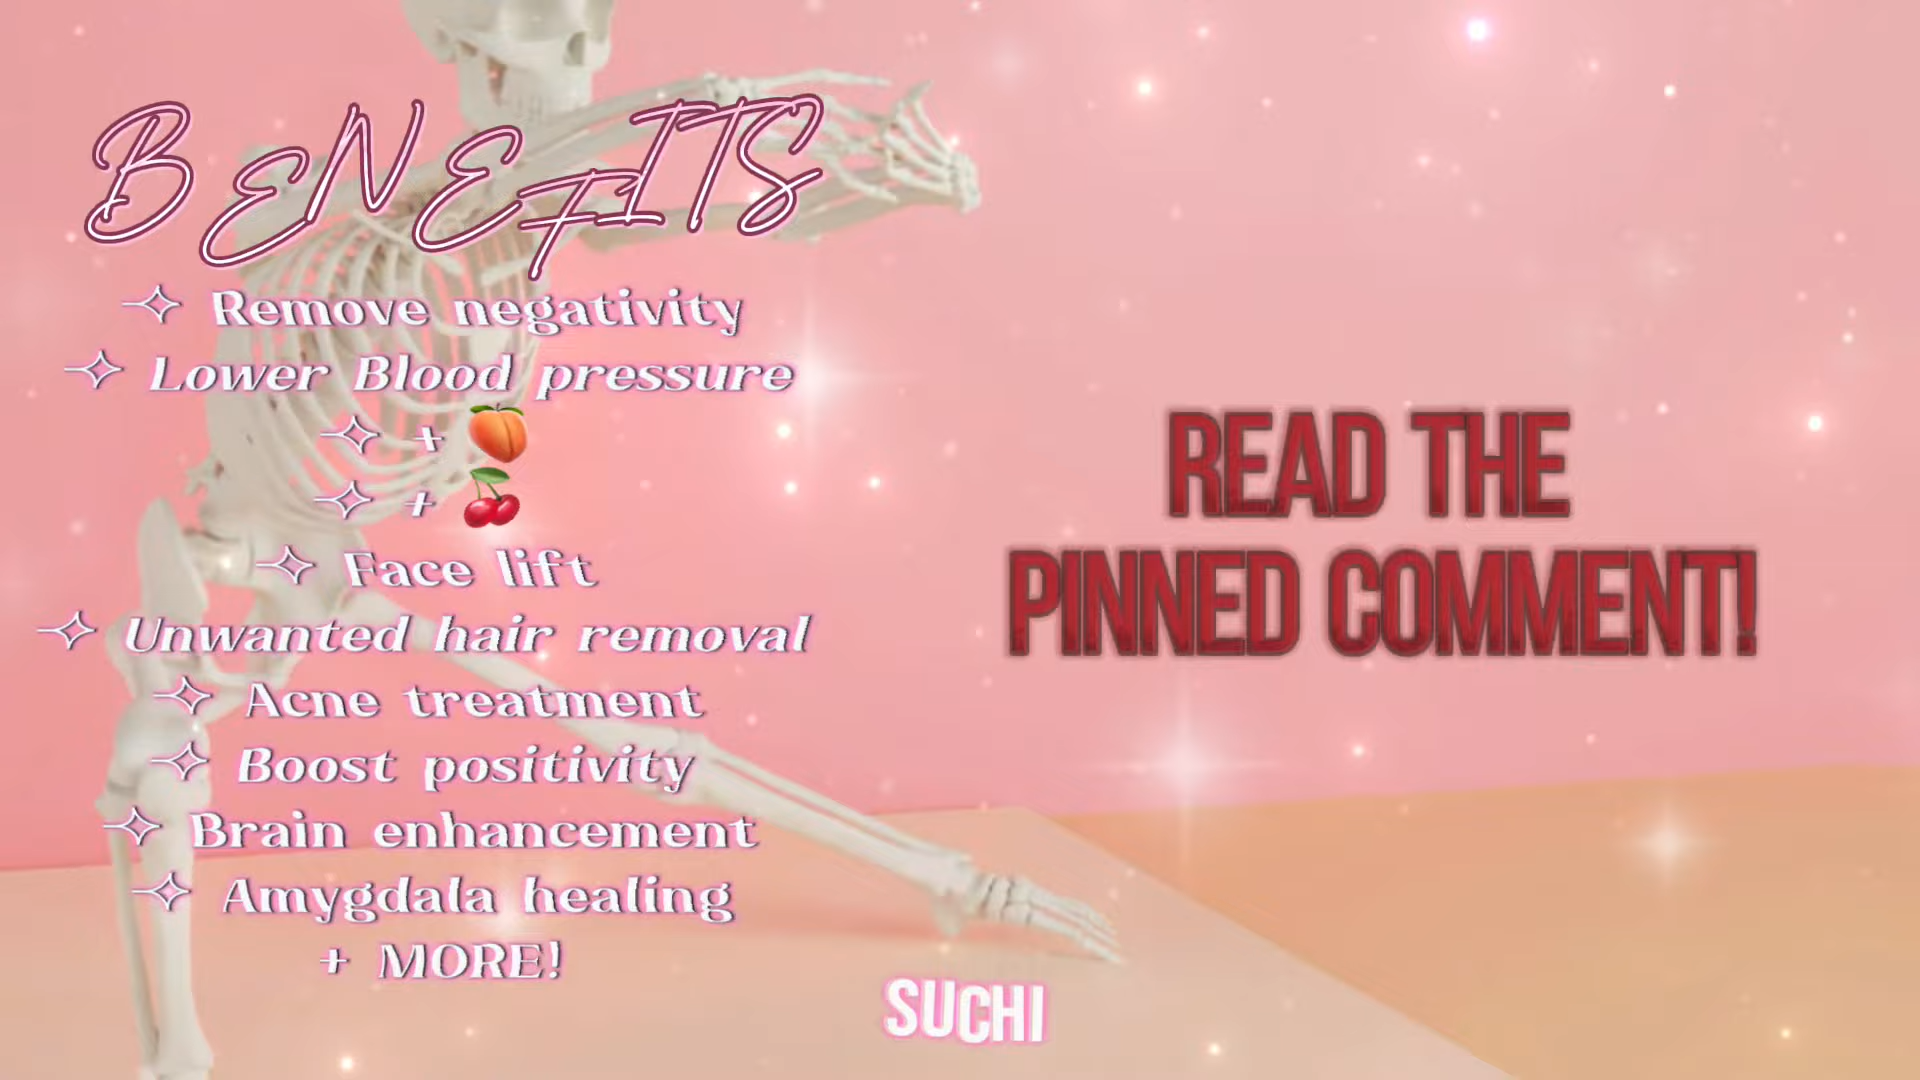 BENEFITS
✧ Remove negativity
✧ Lower Blood pressure
✧ + 🍑
✧ + 🍒
✧ Face lift
✧ Unwanted hair removal
✧ Acne treatment
✧ Boost positivity
✧ Brain enhancement
✧ Amygdala healing
+ MORE!
READ THE
PINNED COMMENT!
SUCHI